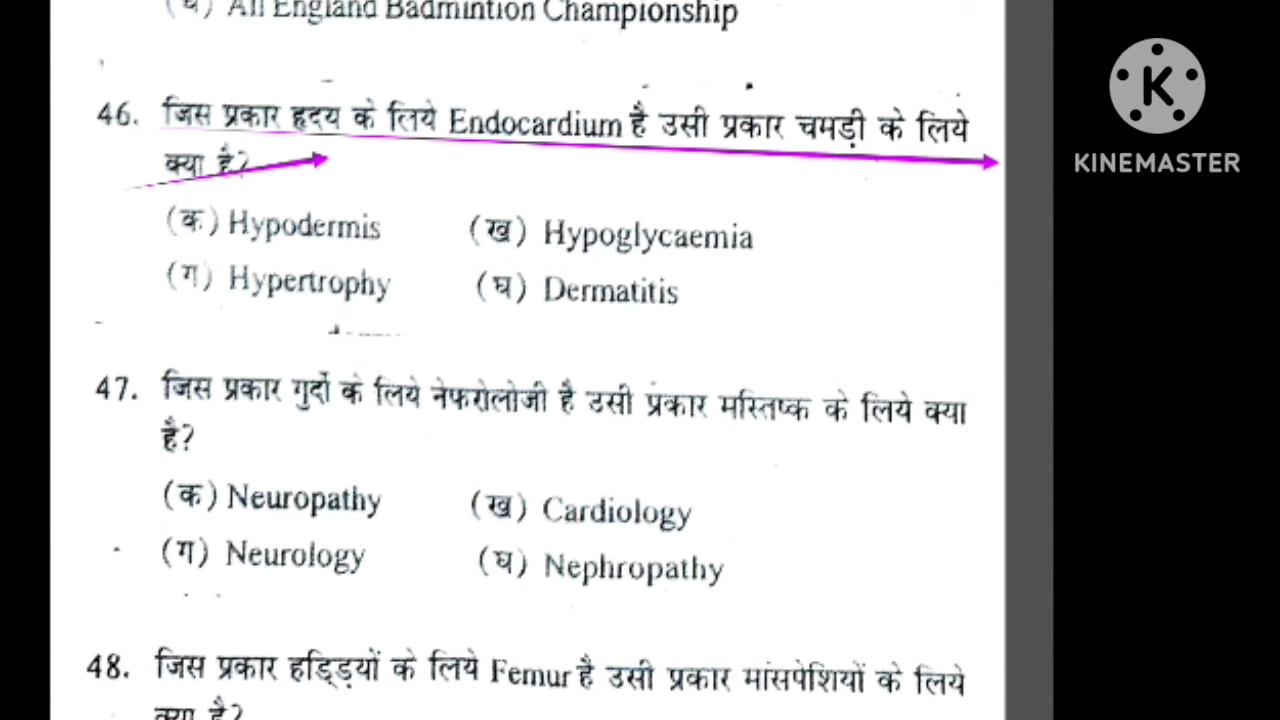 (घ) All England Badmintion Championship
46. जिस प्रकार हृदय के लिये Endocardium है उसी प्रकार चमड़ी के लिये
क्या है?
(क) Hypodermis (ख) Hypoglycaemia
(ग) Hypertrophy (घ) Dermatitis
47. जिस प्रकार गुर्दो के लिये नेफरोलोजी है उसी प्रकार मस्तिष्क के लिये क्या
है?
(क) Neuropathy (ख) Cardiology
(ग) Neurology (घ) Nephropathy
48. जिस प्रकार हड्डियों के लिये Femur है उसी प्रकार मांसपेशियों के लिये
क्या है?
KINEMASTER